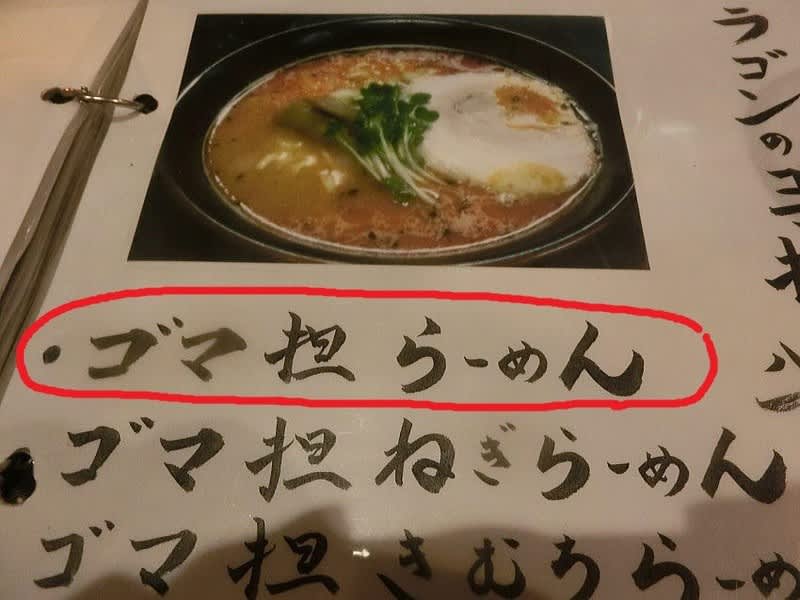 ・ゴマ担らーめん
ゴマ担ねぎらーめん
ゴマ担きむちらーめ
ラゴンのコ